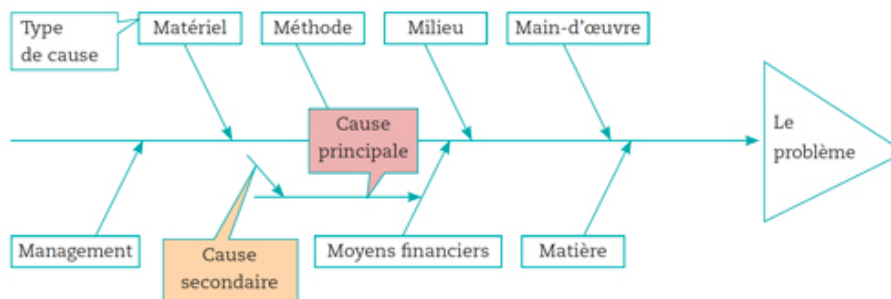 Type
de cause
Matériel
Méthode
Milieu
Main-d'œuvre
Cause
principale
Le
problème
Management
Cause
secondaire
Moyens financiers
Matière